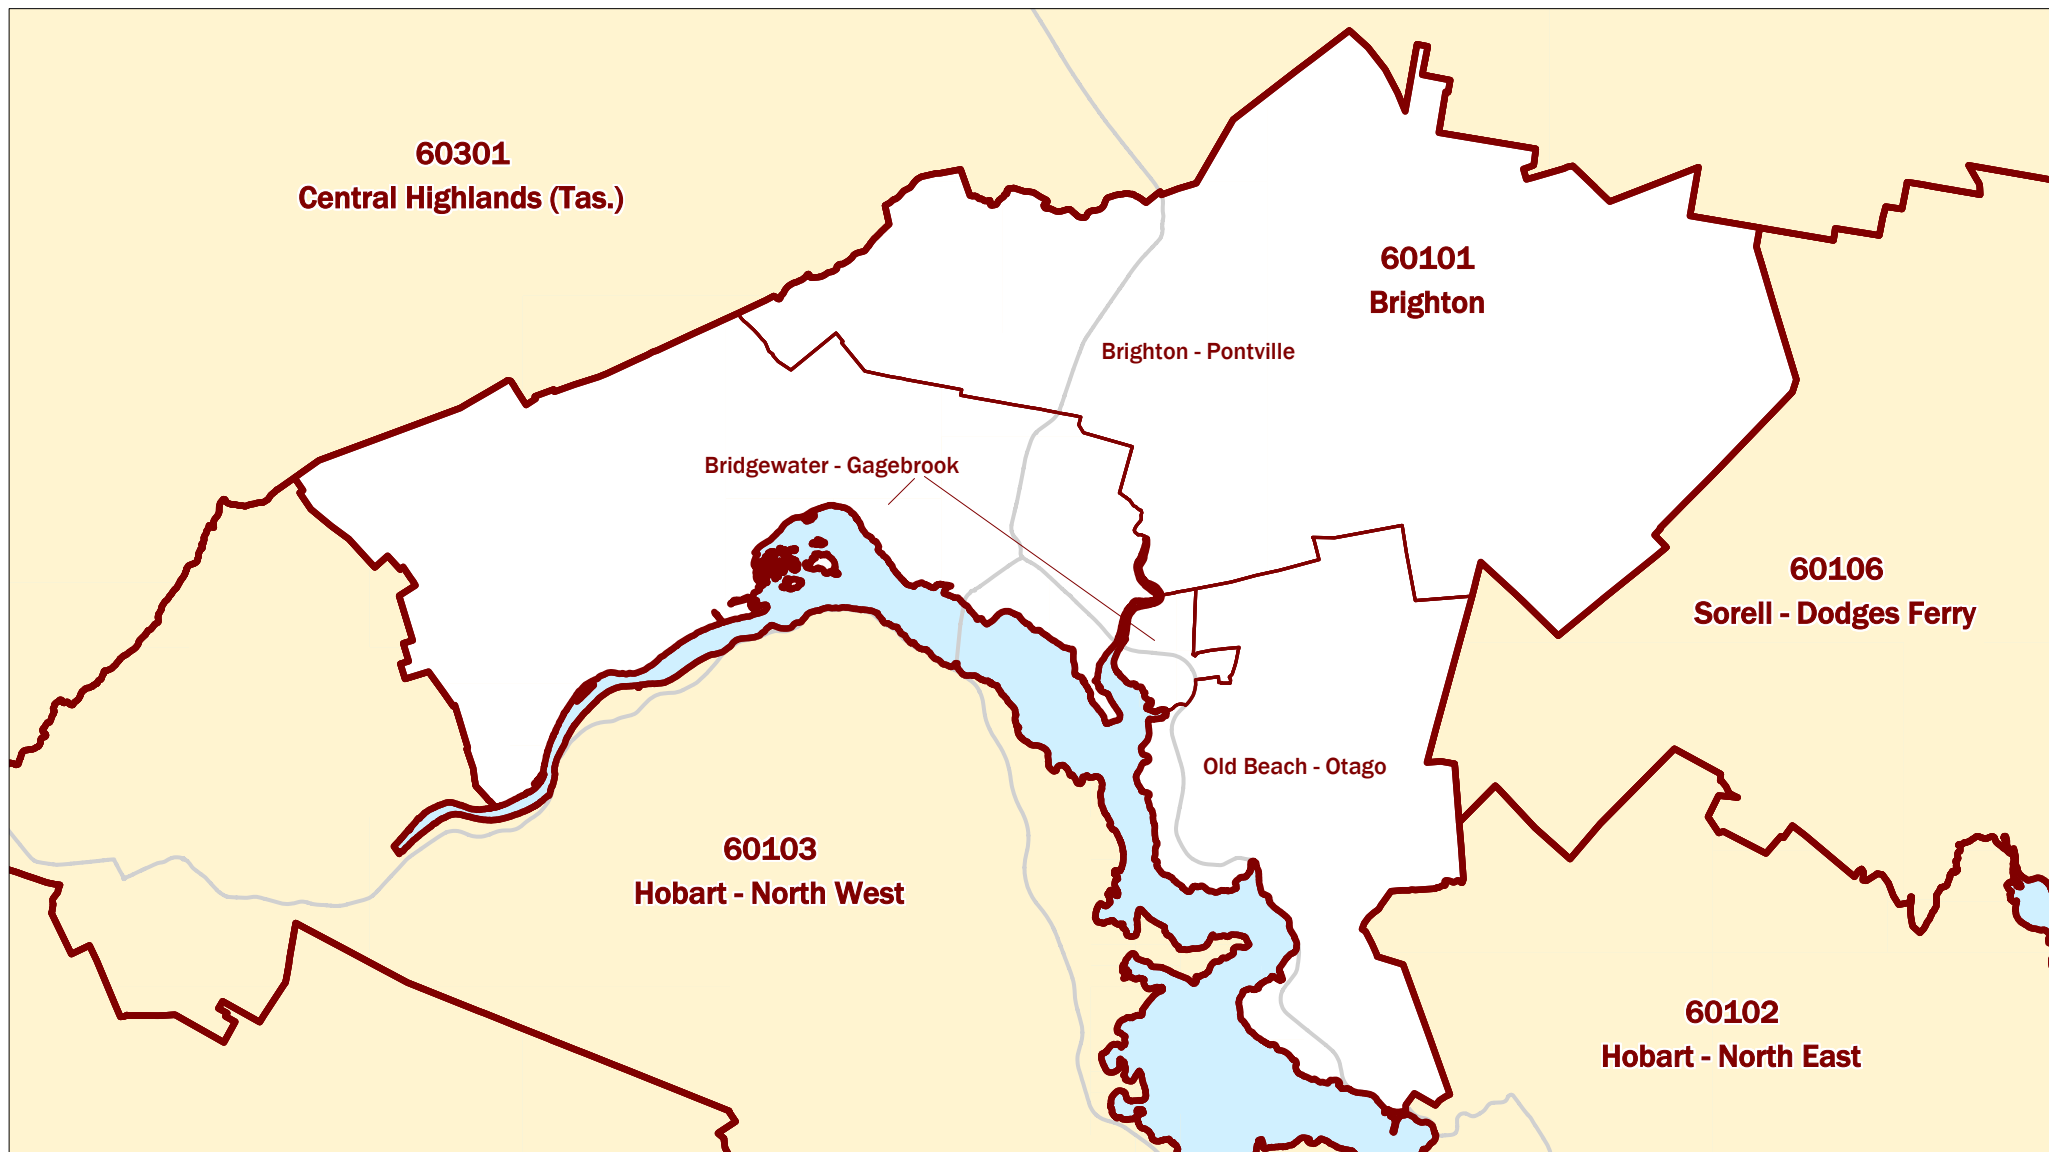 60301
Central Highlands (Tas.)
60101
Brighton
Brighton - Pontville
Bridgewater - Gagebrook
60106
Sorell - Dodges Ferry
Old Beach - Otago
60103
Hobart - North West
60102
Hobart - North East